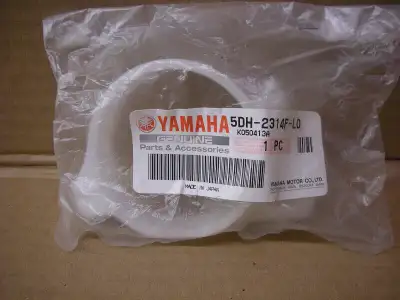 YAMAHA 5DH-2314F-L0
K050413A
GENUINE
Parts & Accessories
1 PC
MADE IN JAPAN
YAMAHA MOTOR CO., LTD.